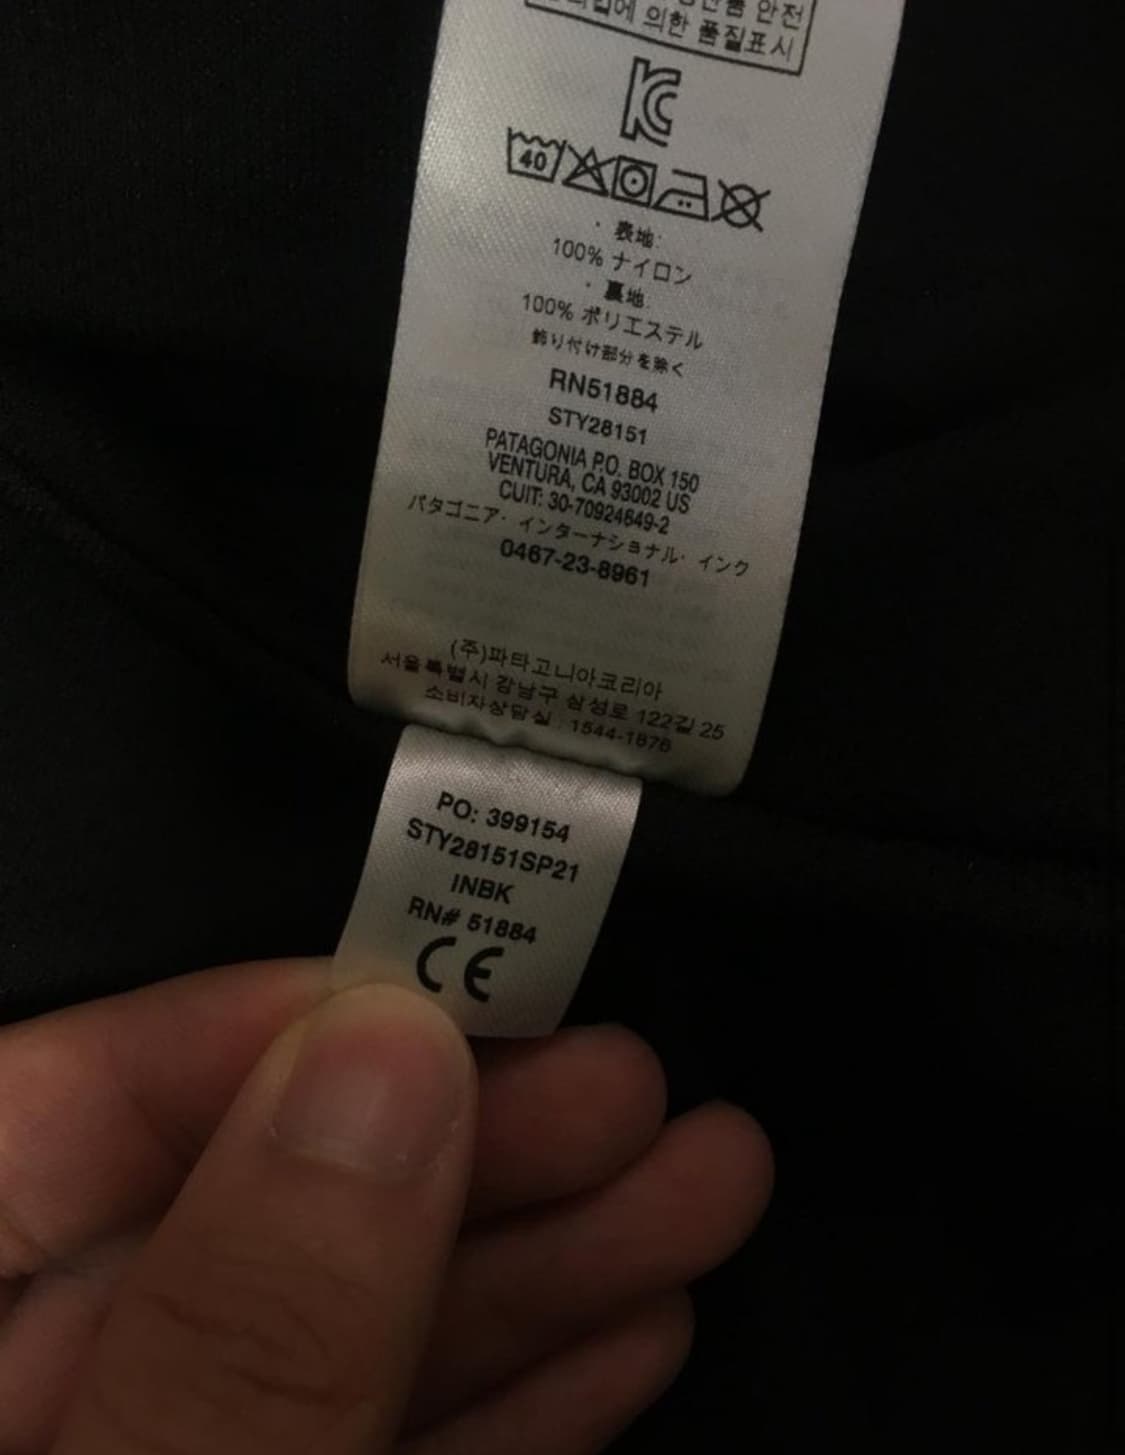 안전
의한 품질표시
40
・表地:
100% ナイロン
・裏地:
100% ポリエステル
飾り付け部分を除く
RN51884
STY28151
PATAGONIA P.O. BOX 150
VENTURA, CA 93002 US
CUIT: 30-70924649-2
パタゴニア・インターナショナル・インク
0467-23-8961
(주)파타고니아코리아
서울특별시 강남구 삼성로 122길 25
소비자상담실 : 1544-1876
PO: 399154
STY28151SP21
INBK
RN# 51884
CE